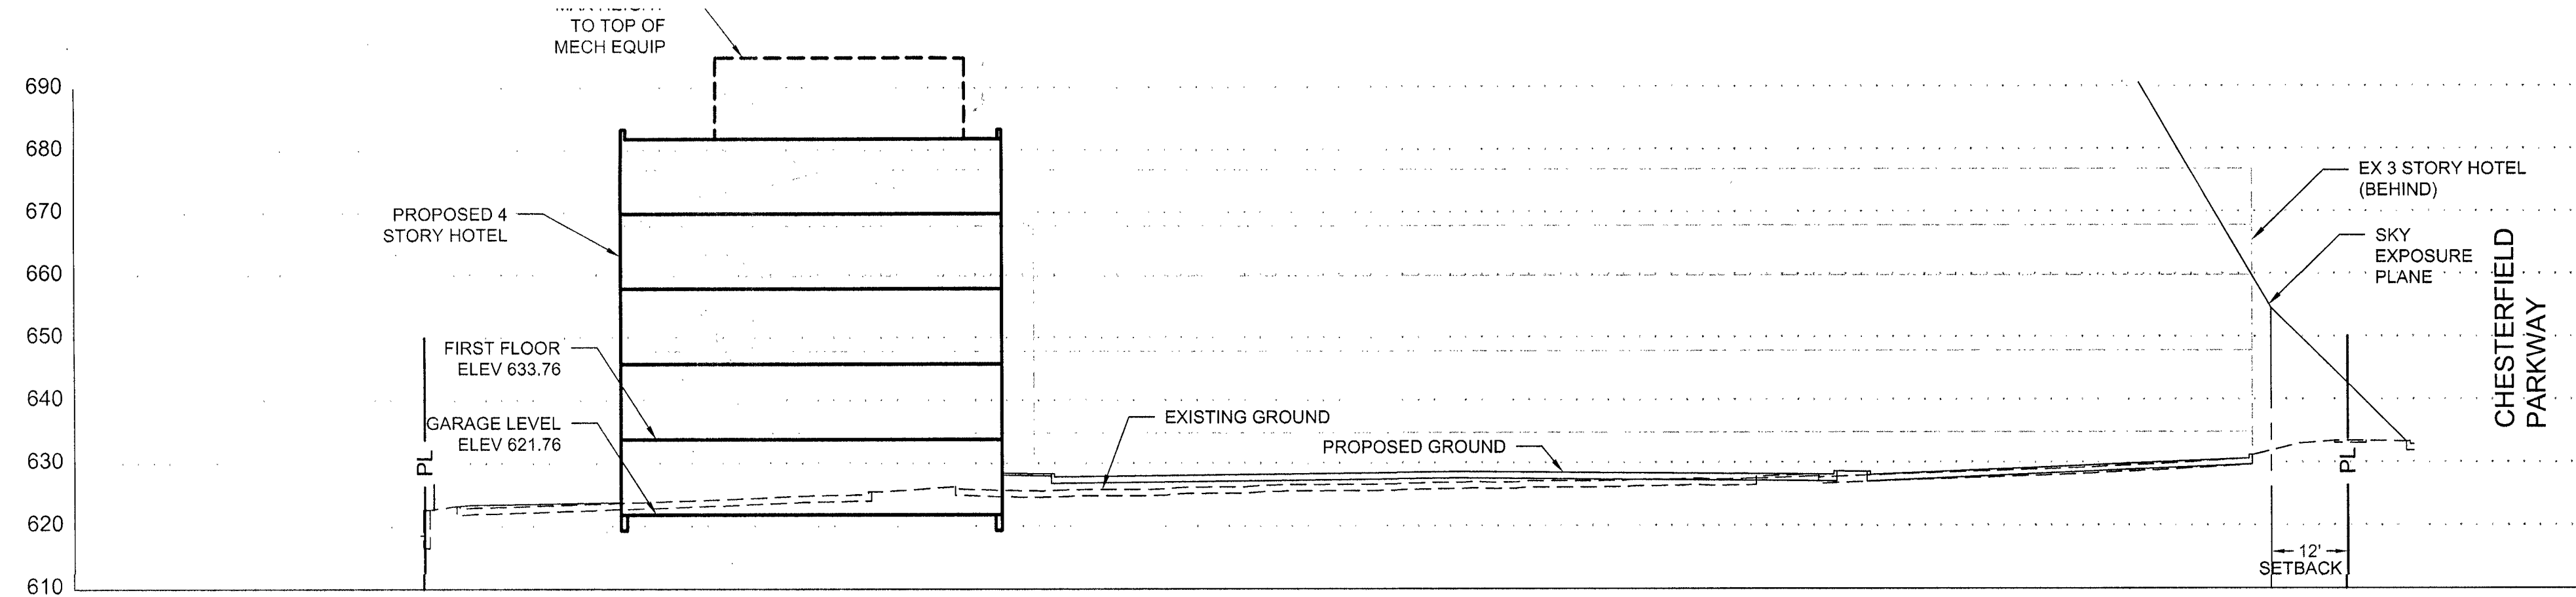 MAX HEIGHT
TO TOP OF
MECH EQUIP
690
680
670
660
650
640
630
620
610
PROPOSED 4
STORY HOTEL
FIRST FLOOR
ELEV 633.76
GARAGE LEVEL
ELEV 621.76
PL
EXISTING GROUND
PROPOSED GROUND
EX 3 STORY HOTEL
(BEHIND)
SKY
EXPOSURE
PLANE
CHESTERFIELD
PARKWAY
PL
12'
SETBACK